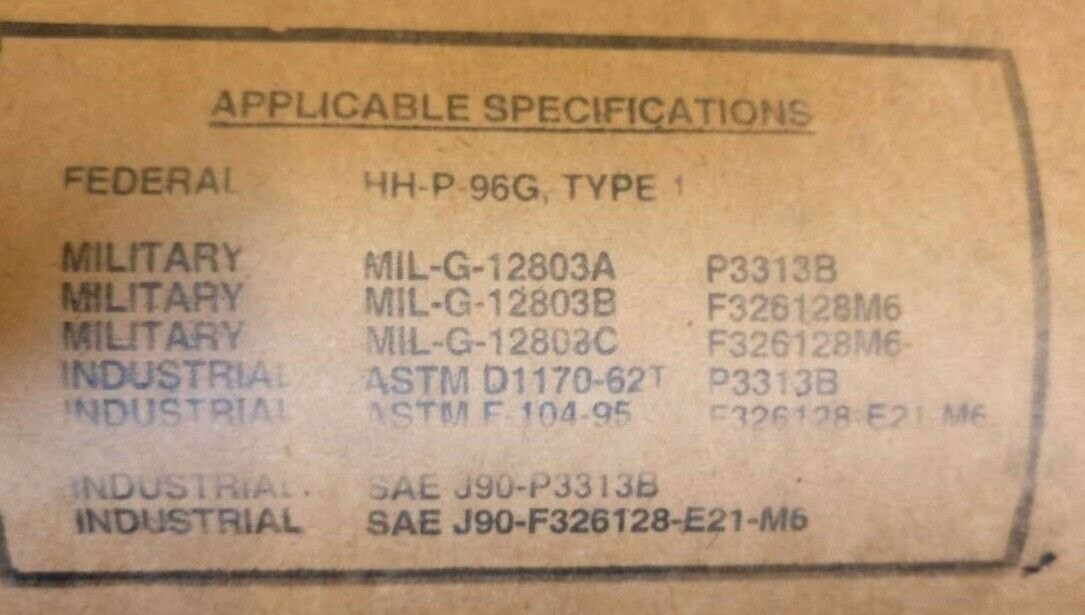 APPLICABLE SPECIFICATIONS
FEDERAL HH-P-96G, TYPE 1
MILITARY MIL-G-12803A P3313B
MILITARY MIL-G-12803B F326128M6
MILITARY MIL-G-12803C F326128M6
INDUSTRIAL ASTM D1170-62T P3313B
INDUSTRIAL ASTM F-104-95 F326128-E21-M6
INDUSTRIAL SAE J90-P3313B
INDUSTRIAL SAE J90-F326128-E21-M6